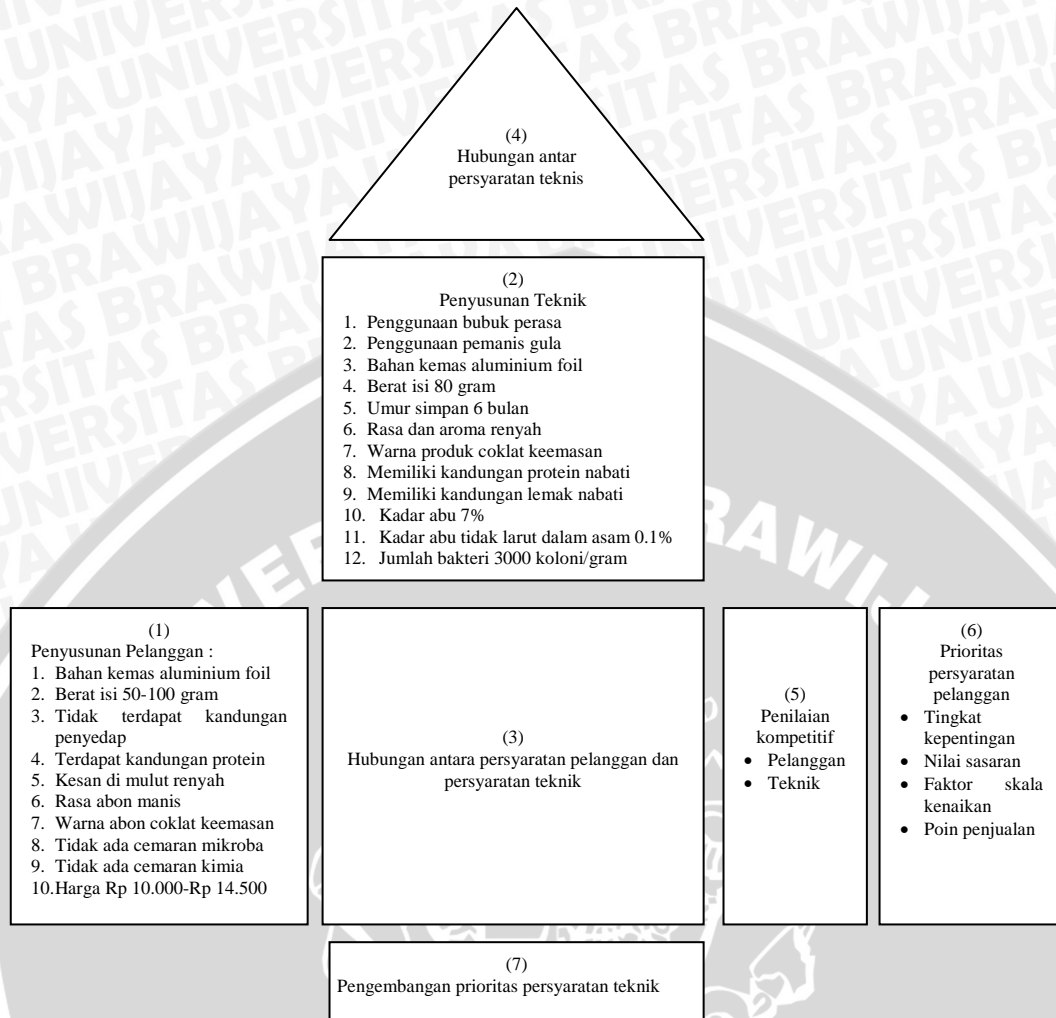 (4)
Hubungan antar
persyaratan teknis
(2)
Penyusunan Teknik
1. Penggunaan bubuk perasa
2. Penggunaan pemanis gula
3. Bahan kemas aluminium foil
4. Berat isi 80 gram
5. Umur simpan 6 bulan
6. Rasa dan aroma renyah
7. Warna produk coklat keemasan
8. Memiliki kandungan protein nabati
9. Memiliki kandungan lemak nabati
10. Kadar abu 7%
11. Kadar abu tidak larut dalam asam 0.1%
12. Jumlah bakteri 3000 koloni/gram
(1)
Penyusunan Pelanggan :
1. Bahan kemas aluminium foil
2. Berat isi 50-100 gram
3. Tidak terdapat kandungan
penyedap
4. Terdapat kandungan protein
5. Kesan di mulut renyah
6. Rasa abon manis
7. Warna abon coklat keemasan
8. Tidak ada cemaran mikroba
9. Tidak ada cemaran kimia
10.Harga Rp 10.000-Rp 14.500
(3)
Hubungan antara persyaratan pelanggan dan
persyaratan teknik
(5)
Penilaian
kompetitif
• Pelanggan
• Teknik
(6)
Prioritas
persyaratan
pelanggan
• Tingkat
kepentingan
• Nilai sasaran
• Faktor skala
kenaikan
• Poin penjualan
(7)
Pengembangan prioritas persyaratan teknik